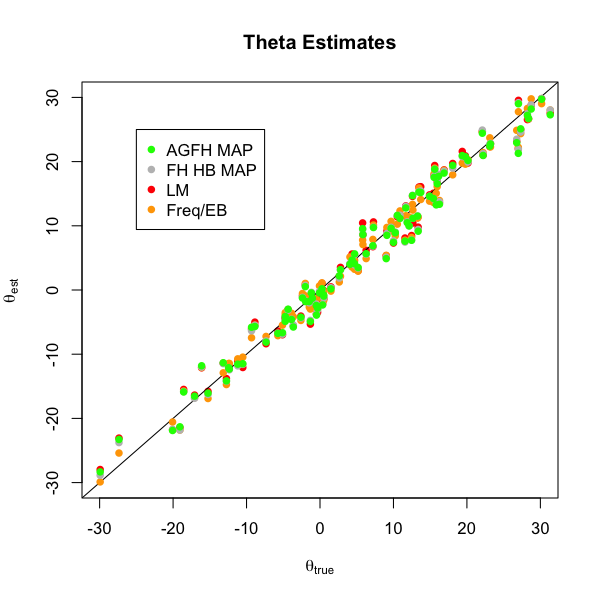 Theta Estimates
AGFH MAP
FH HB MAP
LM
Freq/EB
30
20
10
0
-10
-20
-30
θest
-30 -20 -10 0 10 20 30
θtrue